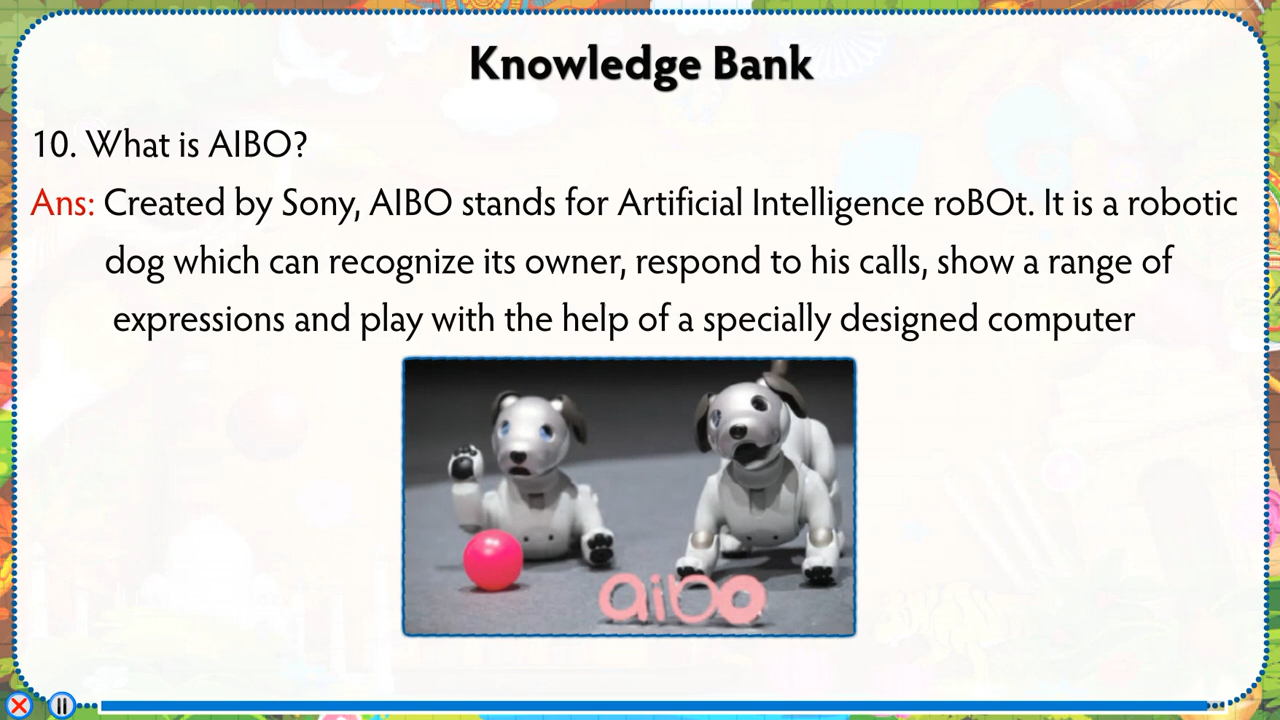 Knowledge Bank
10. What is AIBO?
Ans: Created by Sony, AIBO stands for Artificial Intelligence roBOt. It is a robotic
dog which can recognize its owner, respond to his calls, show a range of
expressions and play with the help of a specially designed computer
aibo